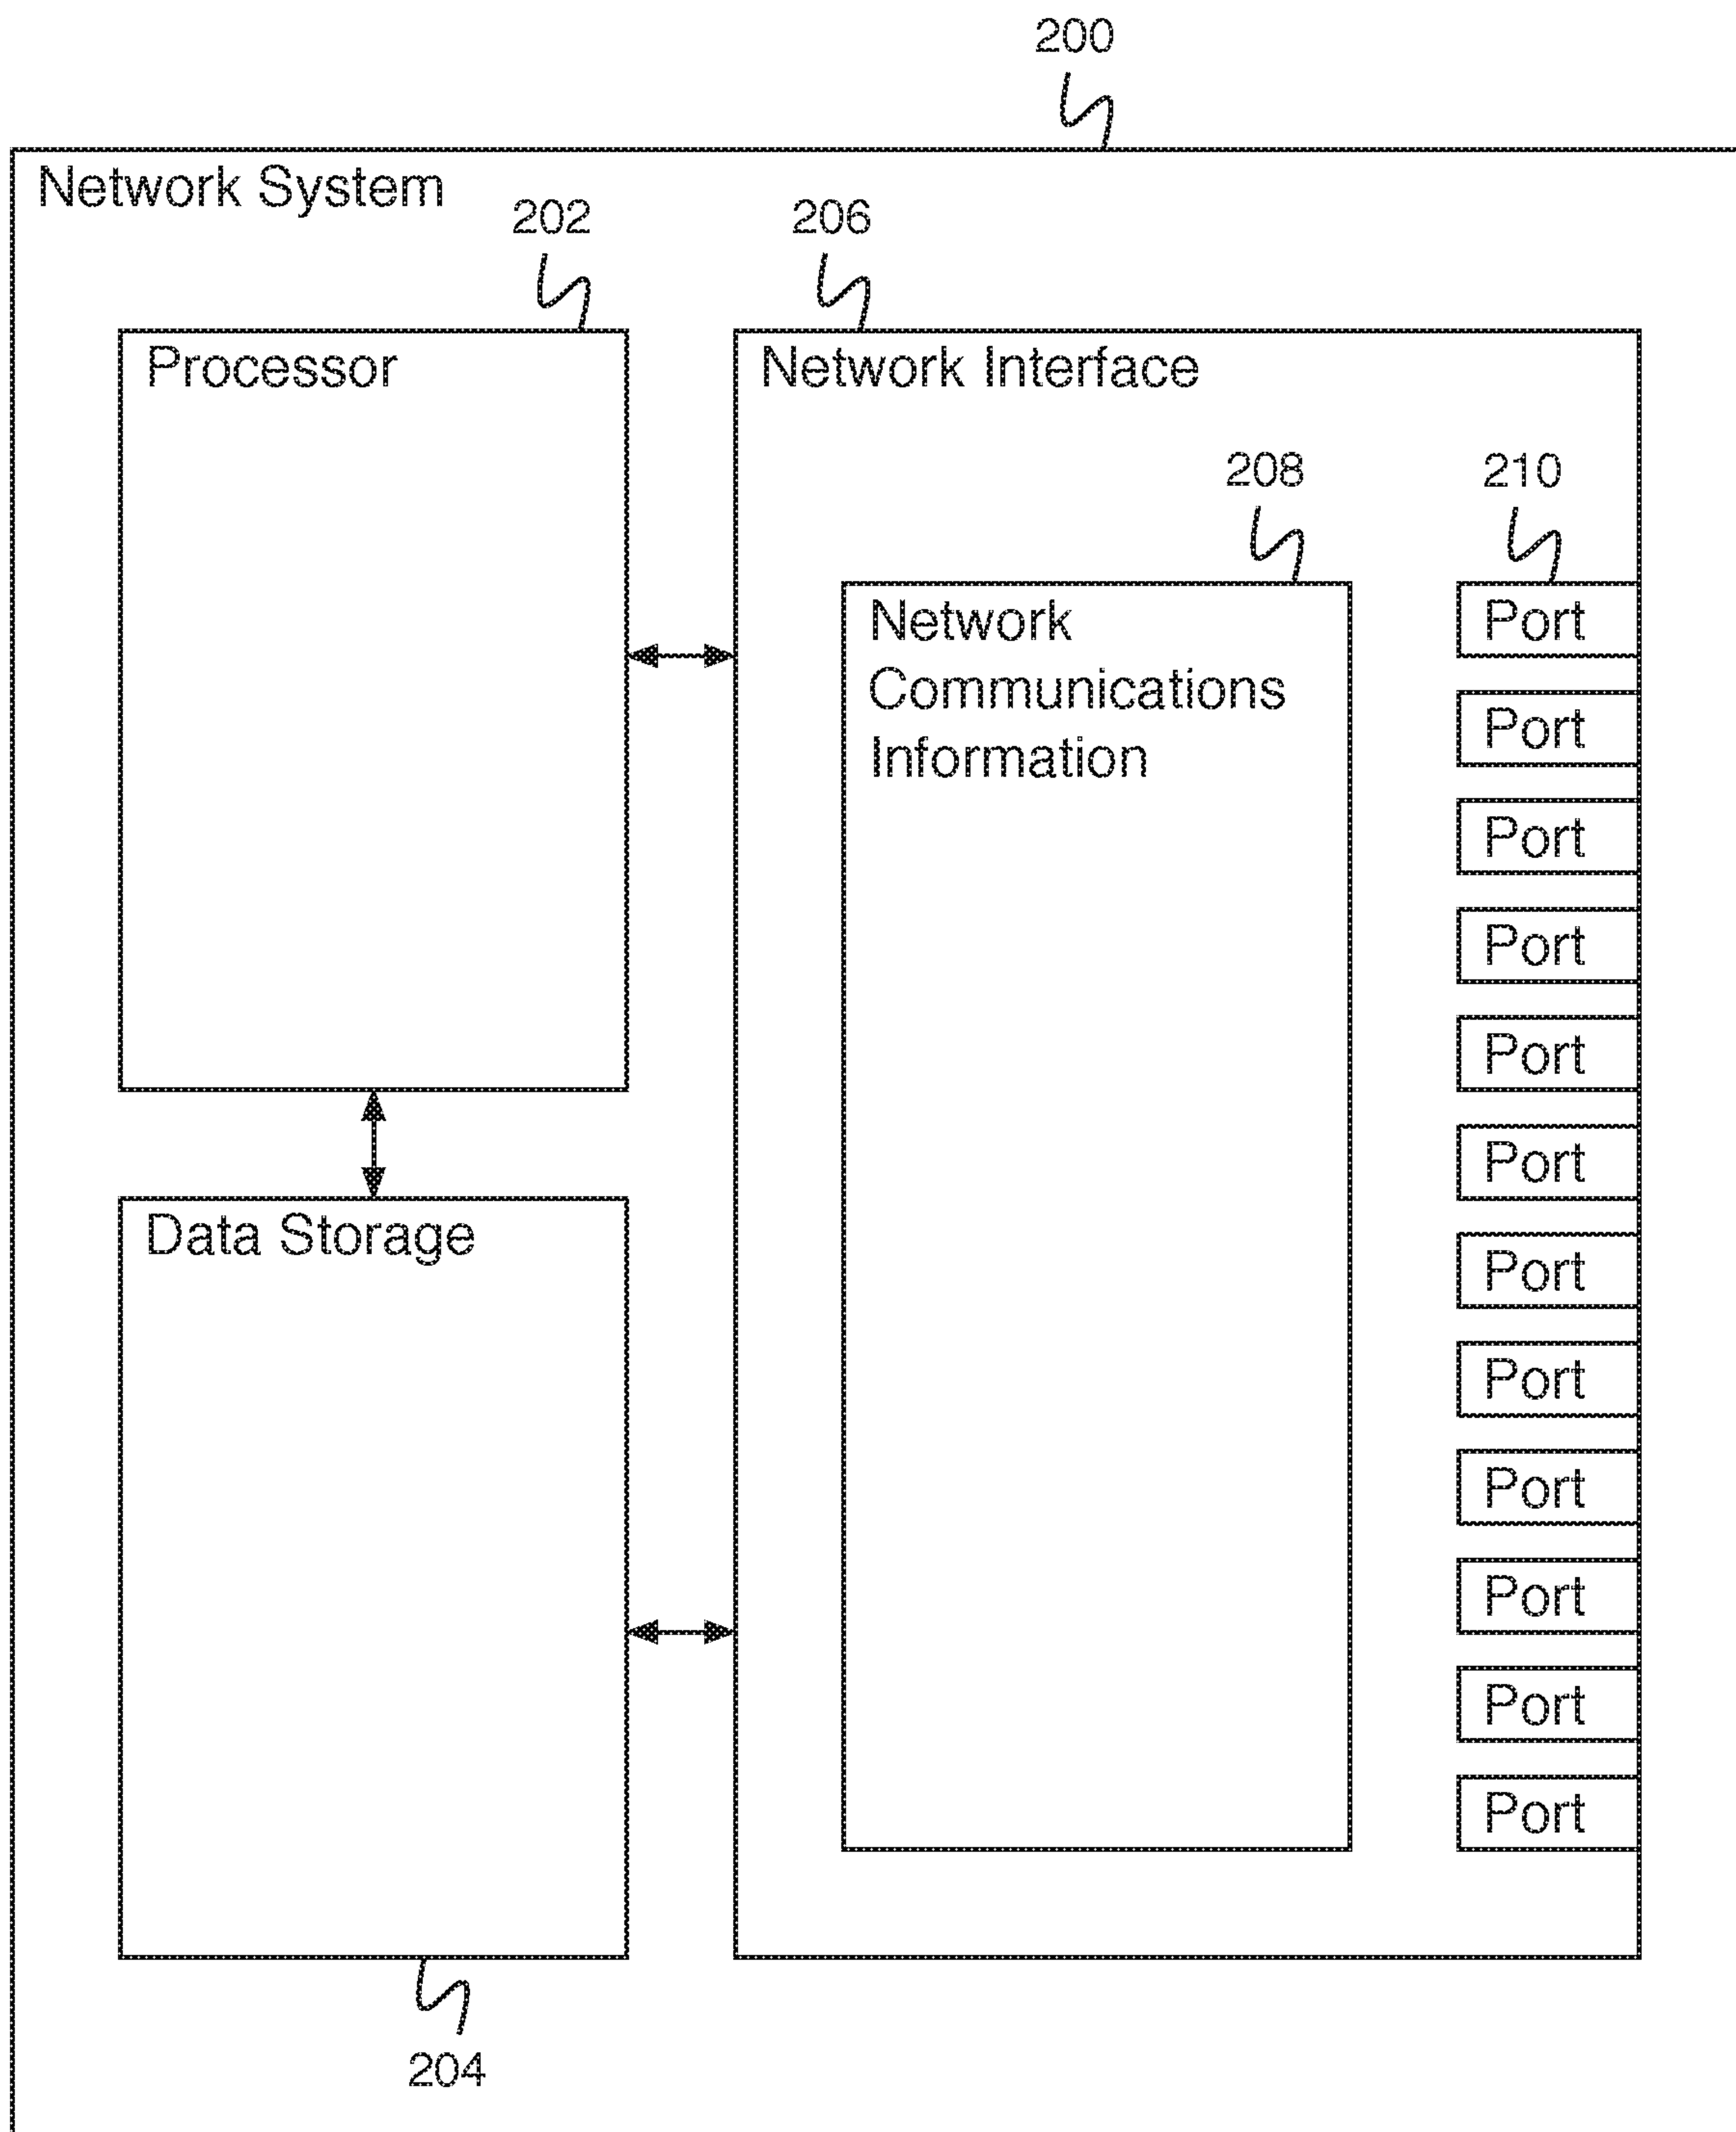 200
Network System
202
206
Processor
Network Interface
208
210
Network
Communications
Information
Port
Port
Port
Port
Port
Port
Port
Port
Port
Port
Port
Port
Data Storage
204